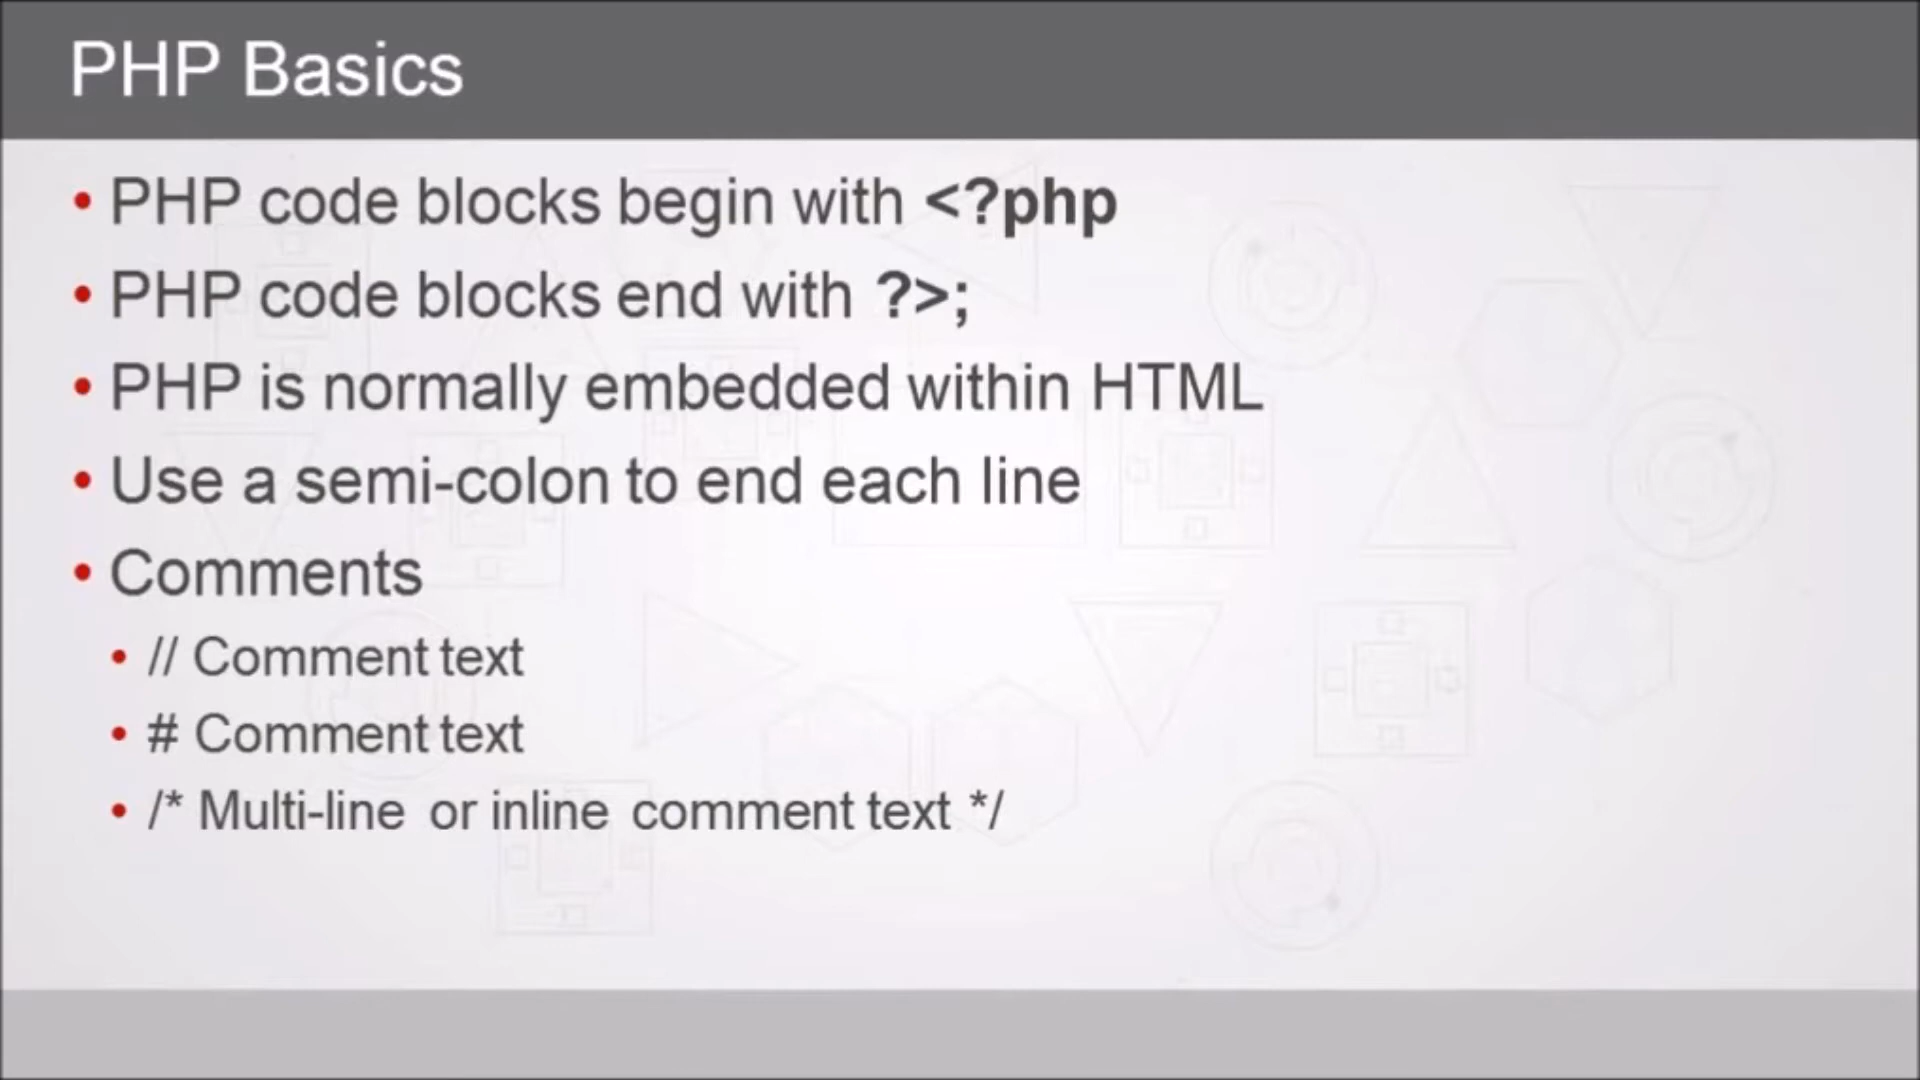 PHP Basics
• PHP code blocks begin with <?php
• PHP code blocks end with ?>;
• PHP is normally embedded within HTML
• Use a semi-colon to end each line
• Comments
• // Comment text
• # Comment text
• /* Multi-line or inline comment text */